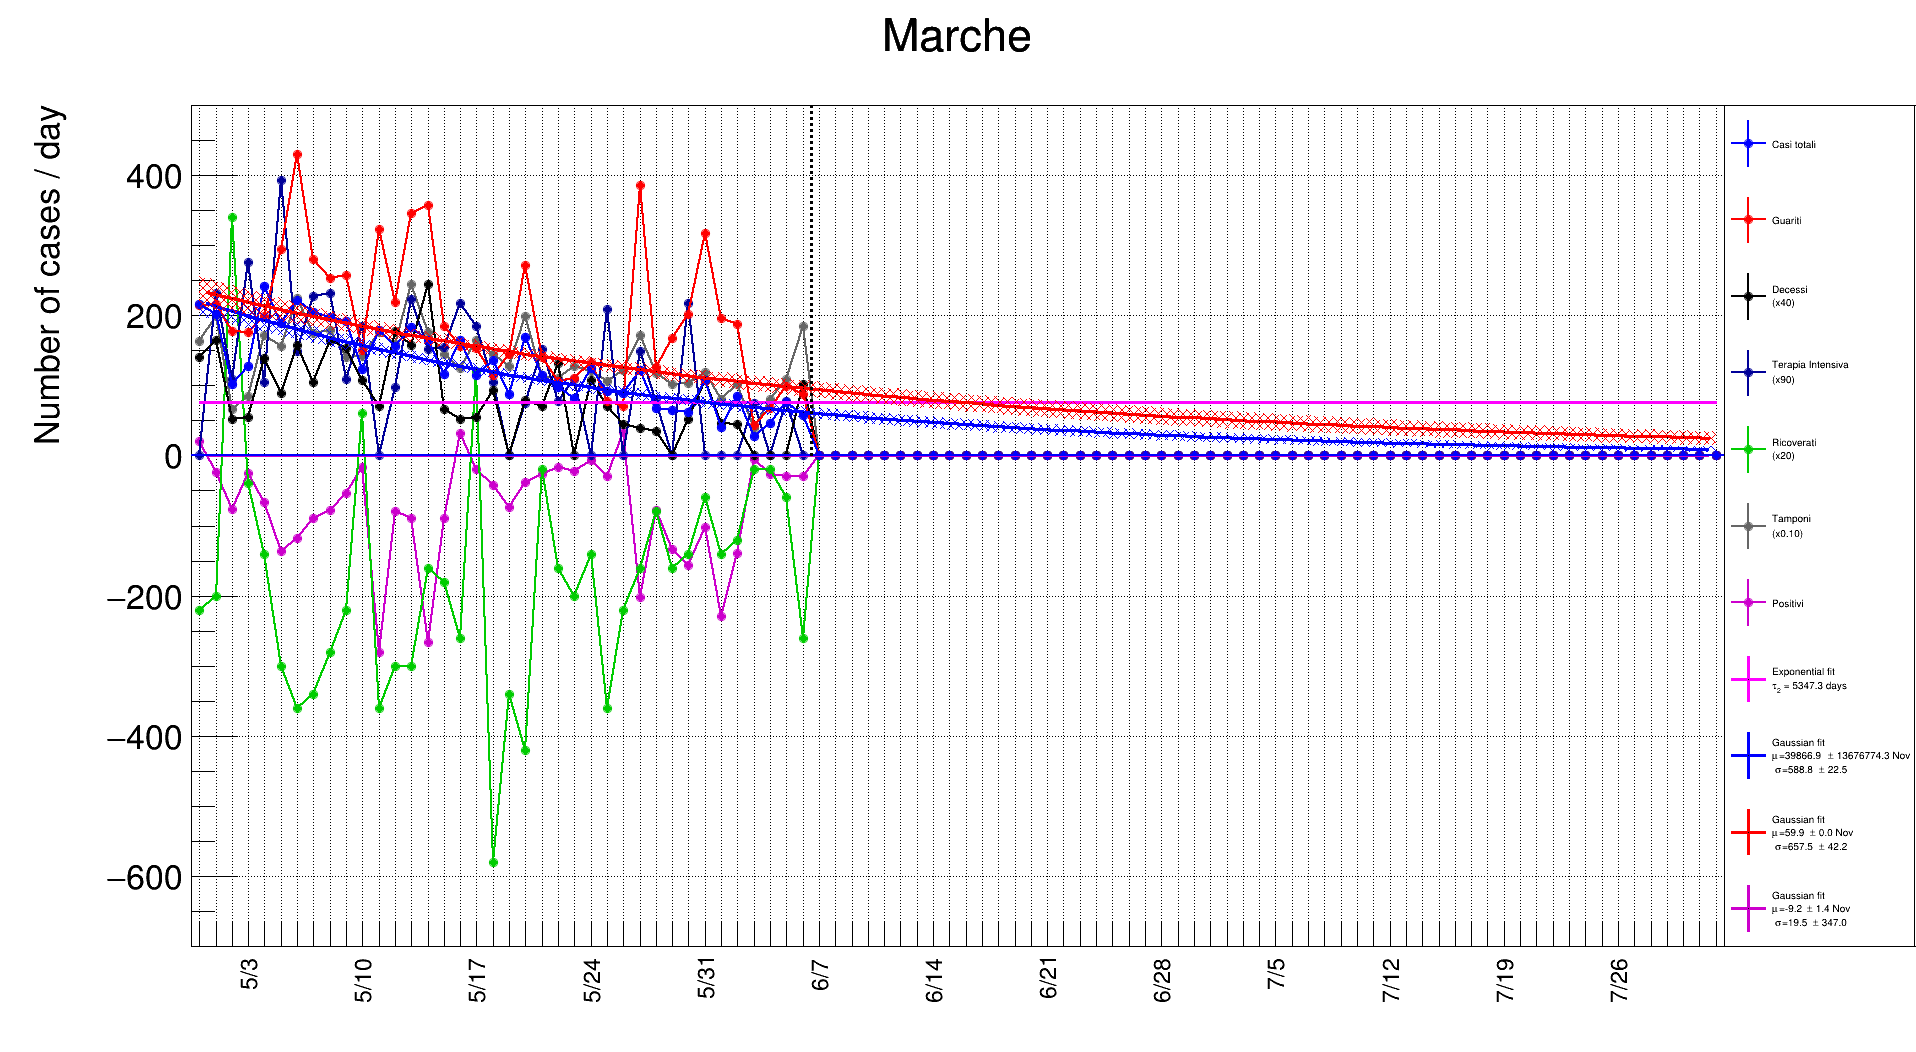 Marche
Number of cases / day
400
200
0
−200
−400
−600
5/3
5/10
5/17
5/24
5/31
6/7
6/14
6/21
6/28
7/5
7/12
7/19
7/26
Casi totali
Guariti
Decessi
(x40)
Terapia Intensiva
(x90)
Ricoverati
(x20)
Tamponi
(x0.10)
Positivi
Exponential fit
τ2 = 5347.3 days
Gaussian fit
μ=39866.9 ± 13676774.3 Nov
σ=588.8 ± 22.5
Gaussian fit
μ=59.9 ± 0.0 Nov
σ=657.5 ± 42.2
Gaussian fit
μ=-9.2 ± 1.4 Nov
σ=19.5 ± 347.0